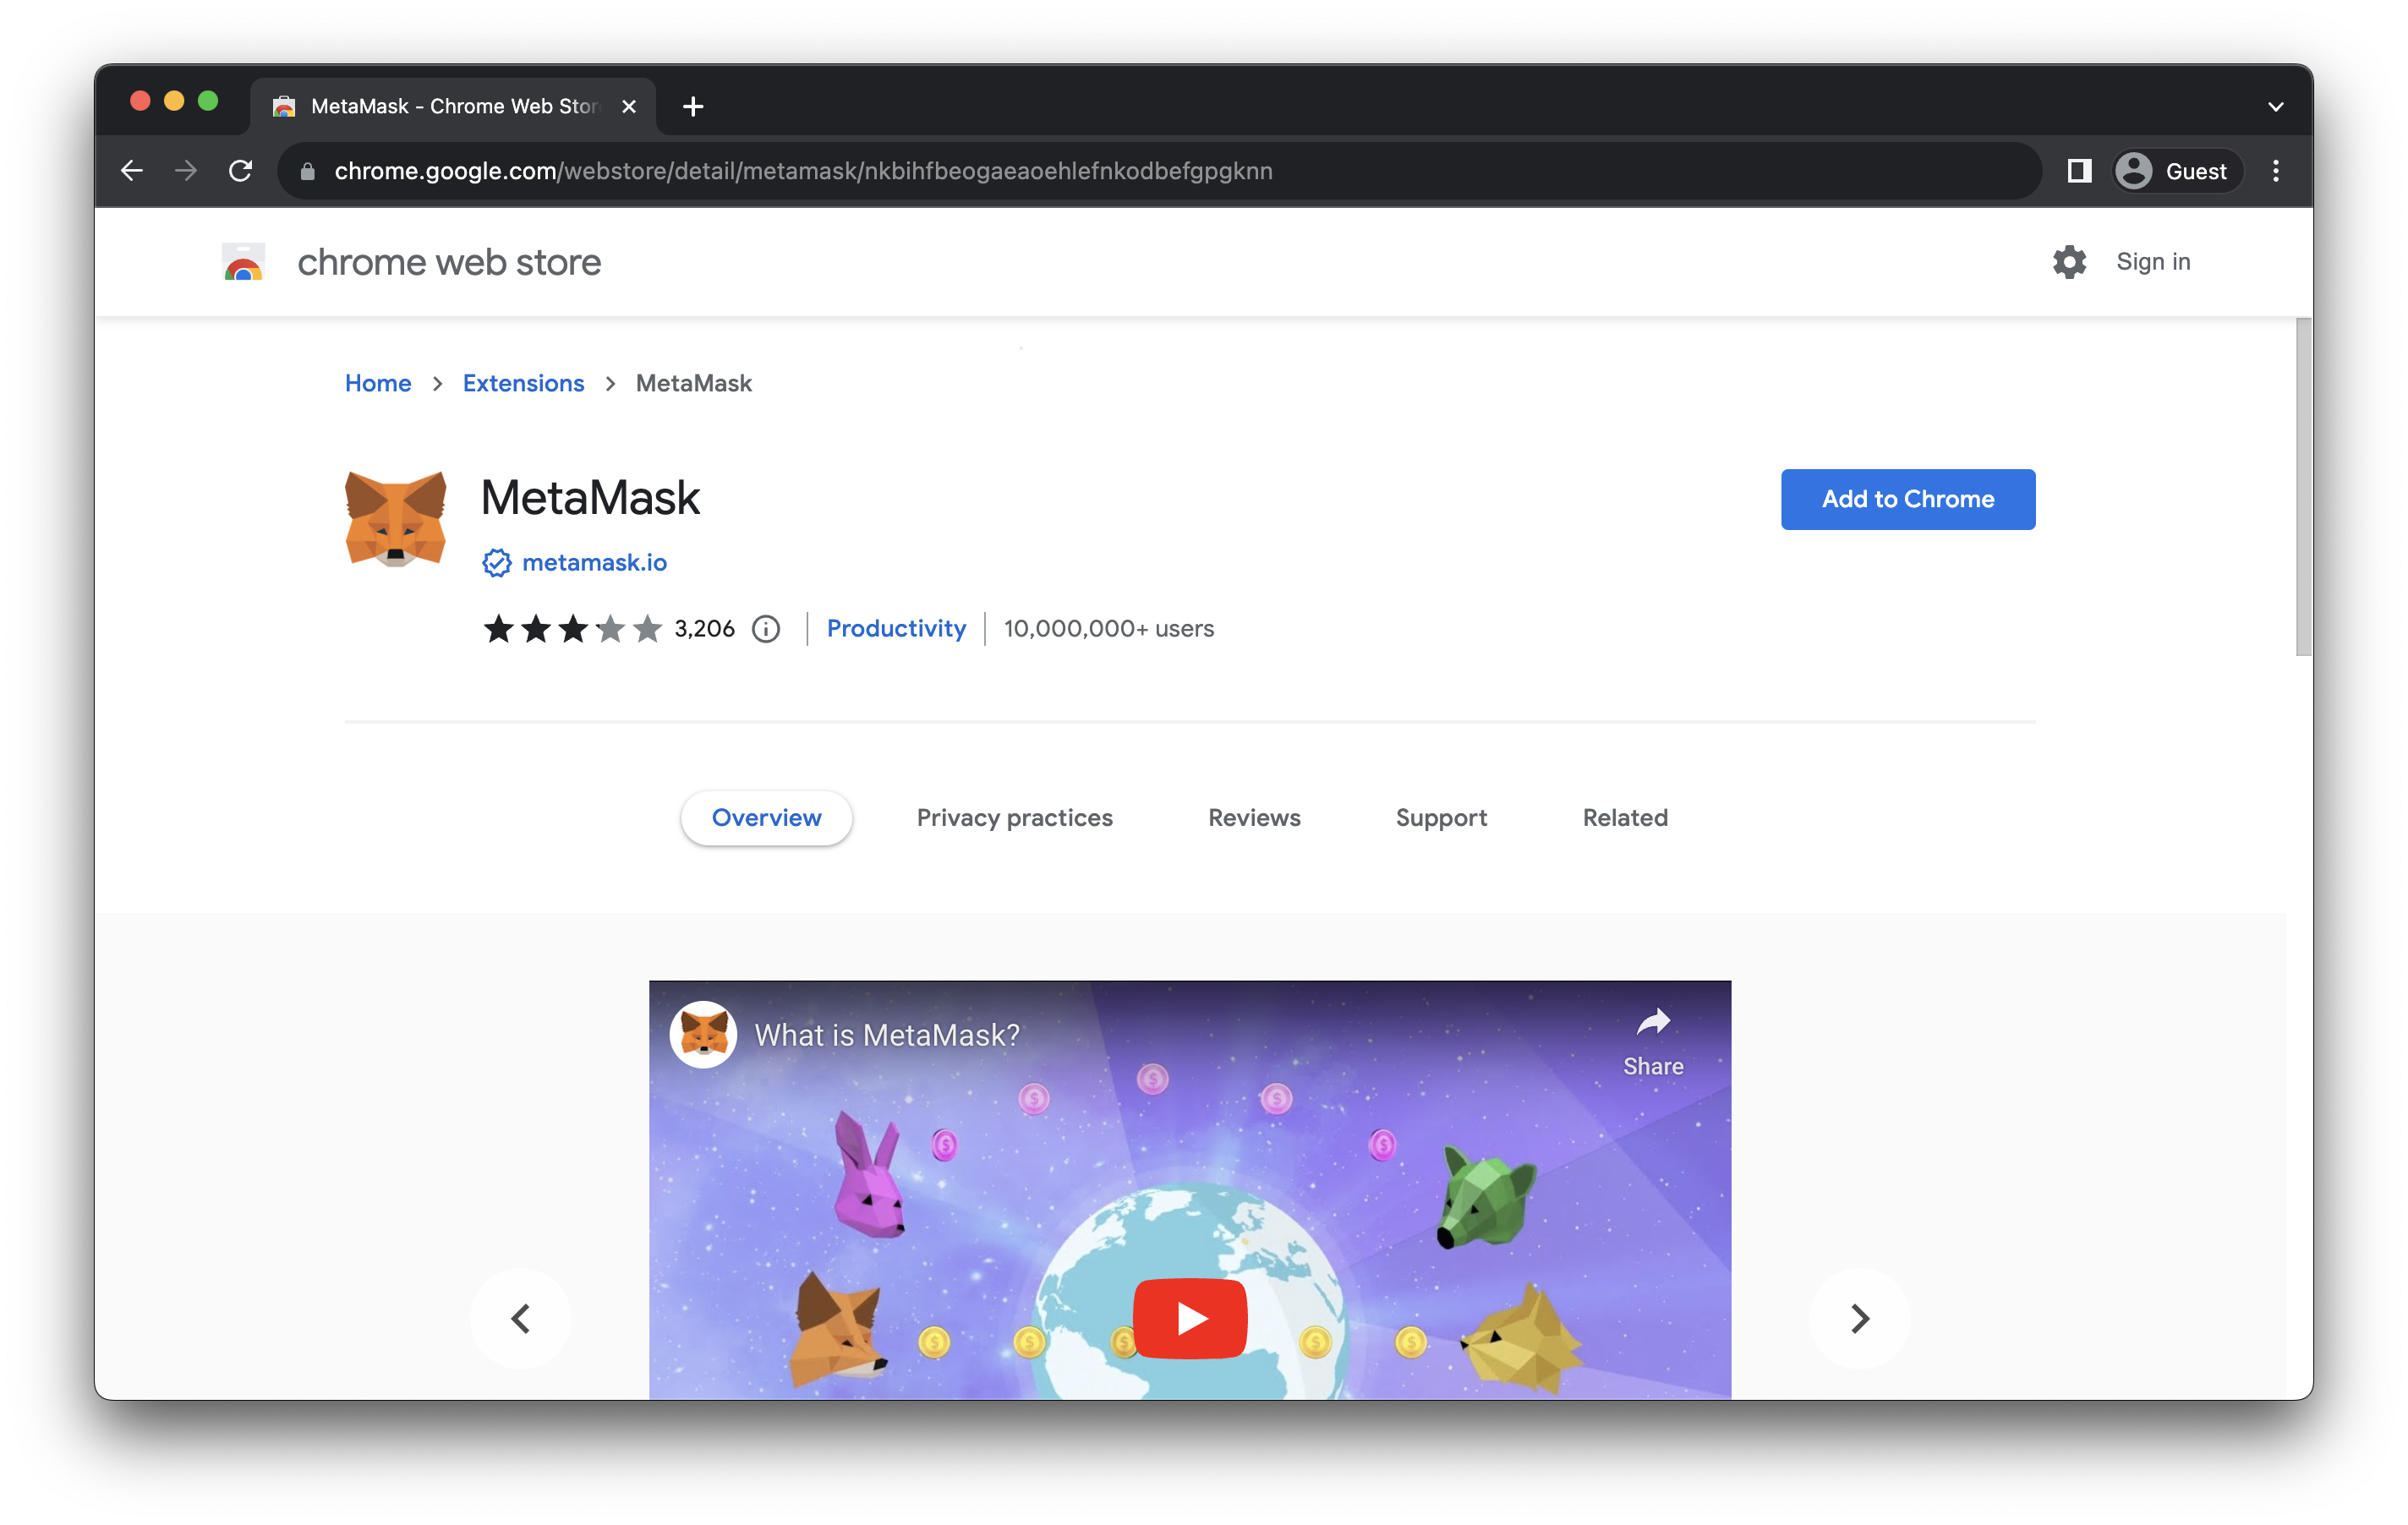 MetaMask - Chrome Web Stor
chrome.google.com/webstore/detail/metamask/nkbihfbeogaeaoehlefnkodbefgpgknn
Guest
chrome web store
Sign in
Home > Extensions > MetaMask
MetaMask
Add to Chrome
metamask.io
3,206
Productivity
10,000,000+ users
Overview
Privacy practices
Reviews
Support
Related
What is MetaMask?
Share